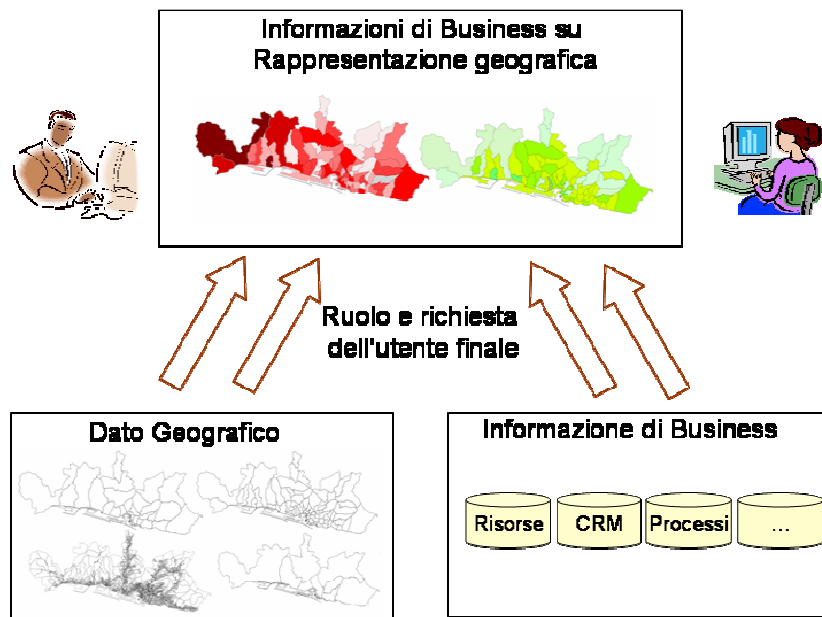 Informazioni di Business su
Rappresentazione geografica
Ruolo e richiesta
dell'utente finale
Dato Geografico
Informazione di Business
Risorse
CRM
Processi
...